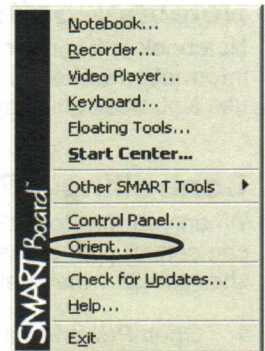 SMART Board™
Notebook...
Recorder...
Video Player...
Keyboard...
Floating Tools...
Start Center...
Other SMART Tools
Control Panel...
Orient...
Check for Updates...
Help...
Exit